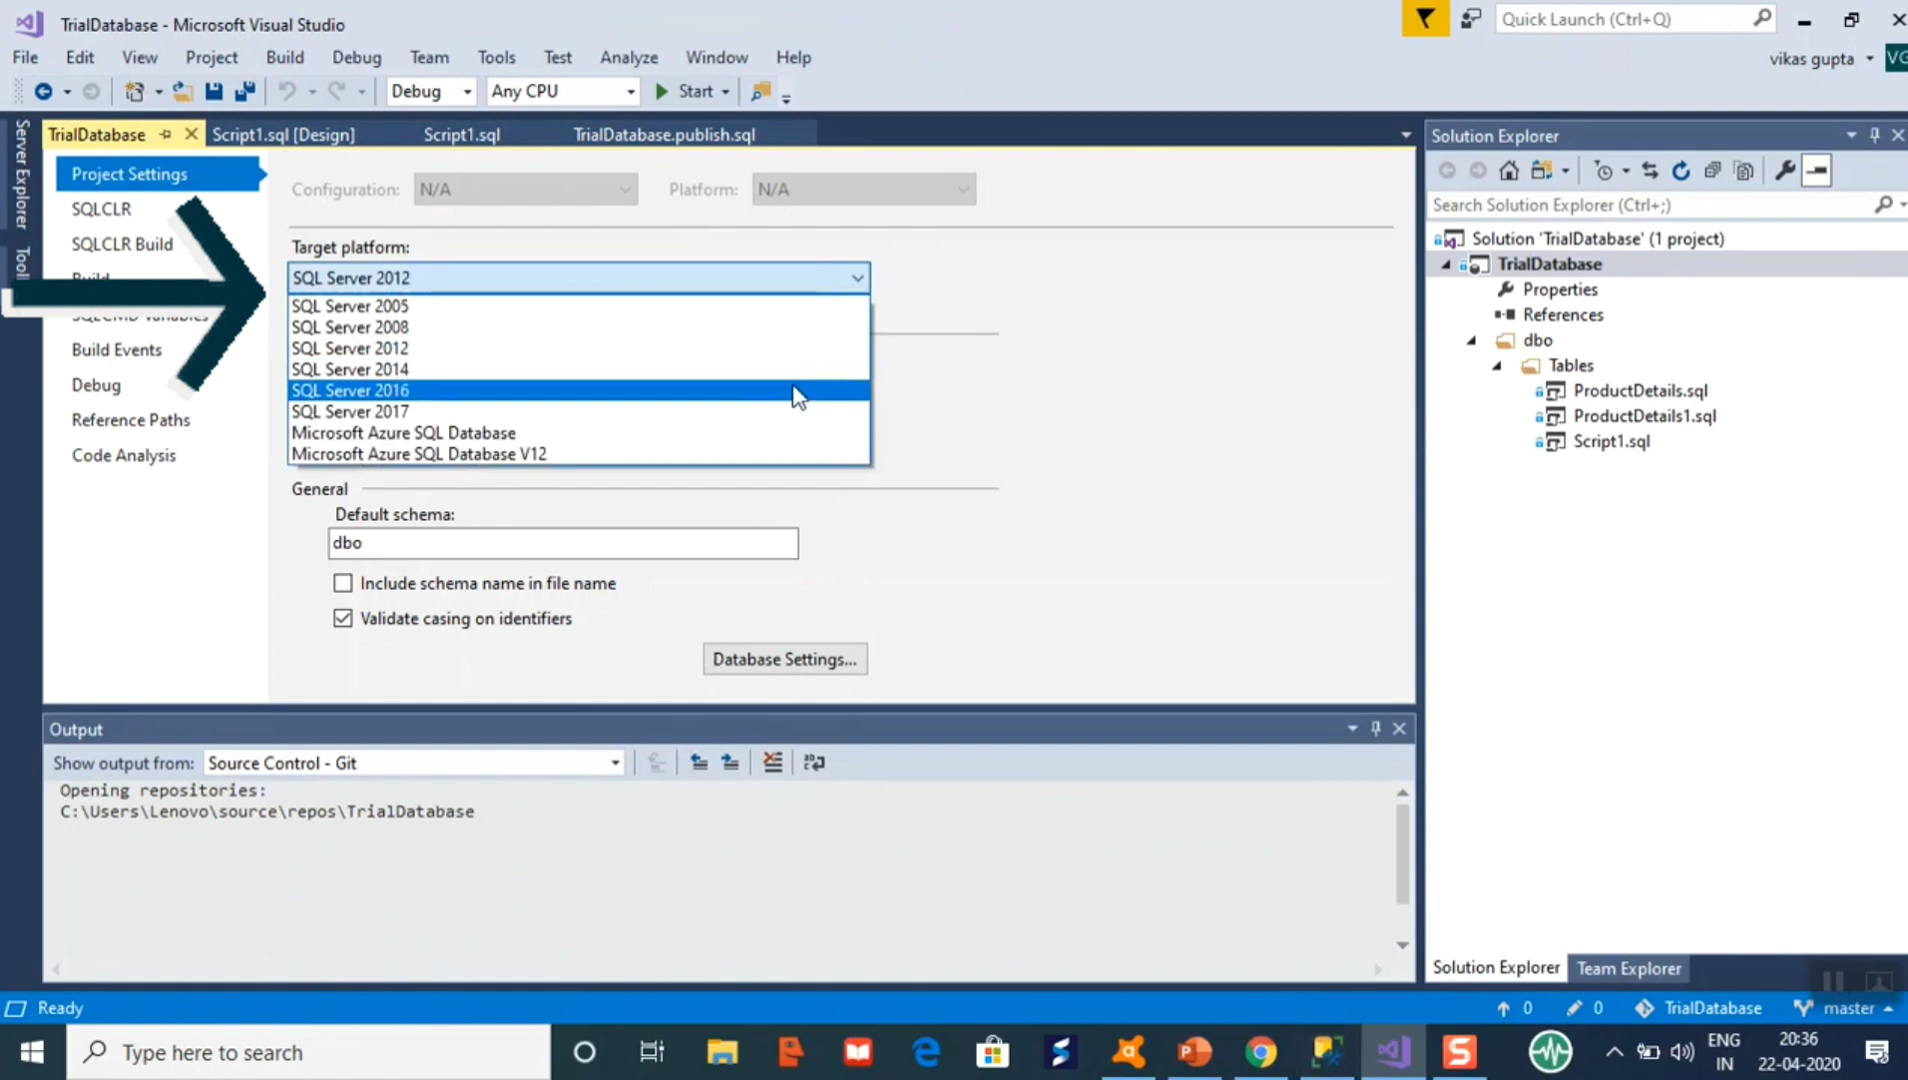 TrialDatabase - Microsoft Visual Studio
Quick Launch (Ctrl+Q)
File Edit View Project Build Debug Team Tools Test Analyze Window Help
vikas gupta
VG
Debug Any CPU Start
Server Explorer
TrialDatabase Script1.sql [Design] Script1.sql TrialDatabase.publish.sql
Project Settings
SQLCLR
SQLCLR Build
Build
SQLCMD Variables
Build Events
Debug
Reference Paths
Code Analysis
Configuration: N/A Platform: N/A
Target platform:
SQL Server 2012
SQL Server 2005
SQL Server 2008
SQL Server 2012
SQL Server 2014
SQL Server 2016
SQL Server 2017
Microsoft Azure SQL Database
Microsoft Azure SQL Database V12
General
Default schema:
dbo
Include schema name in file name
Validate casing on identifiers
Database Settings...
Solution Explorer
Search Solution Explorer (Ctrl+;)
Solution 'TrialDatabase' (1 project)
TrialDatabase
Properties
References
dbo
Tables
ProductDetails.sql
ProductDetails1.sql
Script1.sql
Solution Explorer Team Explorer
Output
Show output from: Source Control - Git
Opening repositories:
C:\Users\Lenovo\source\repos\TrialDatabase
Ready
0 0 TrialDatabase master
Type here to search
ENG
IN
20:36
22-04-2020